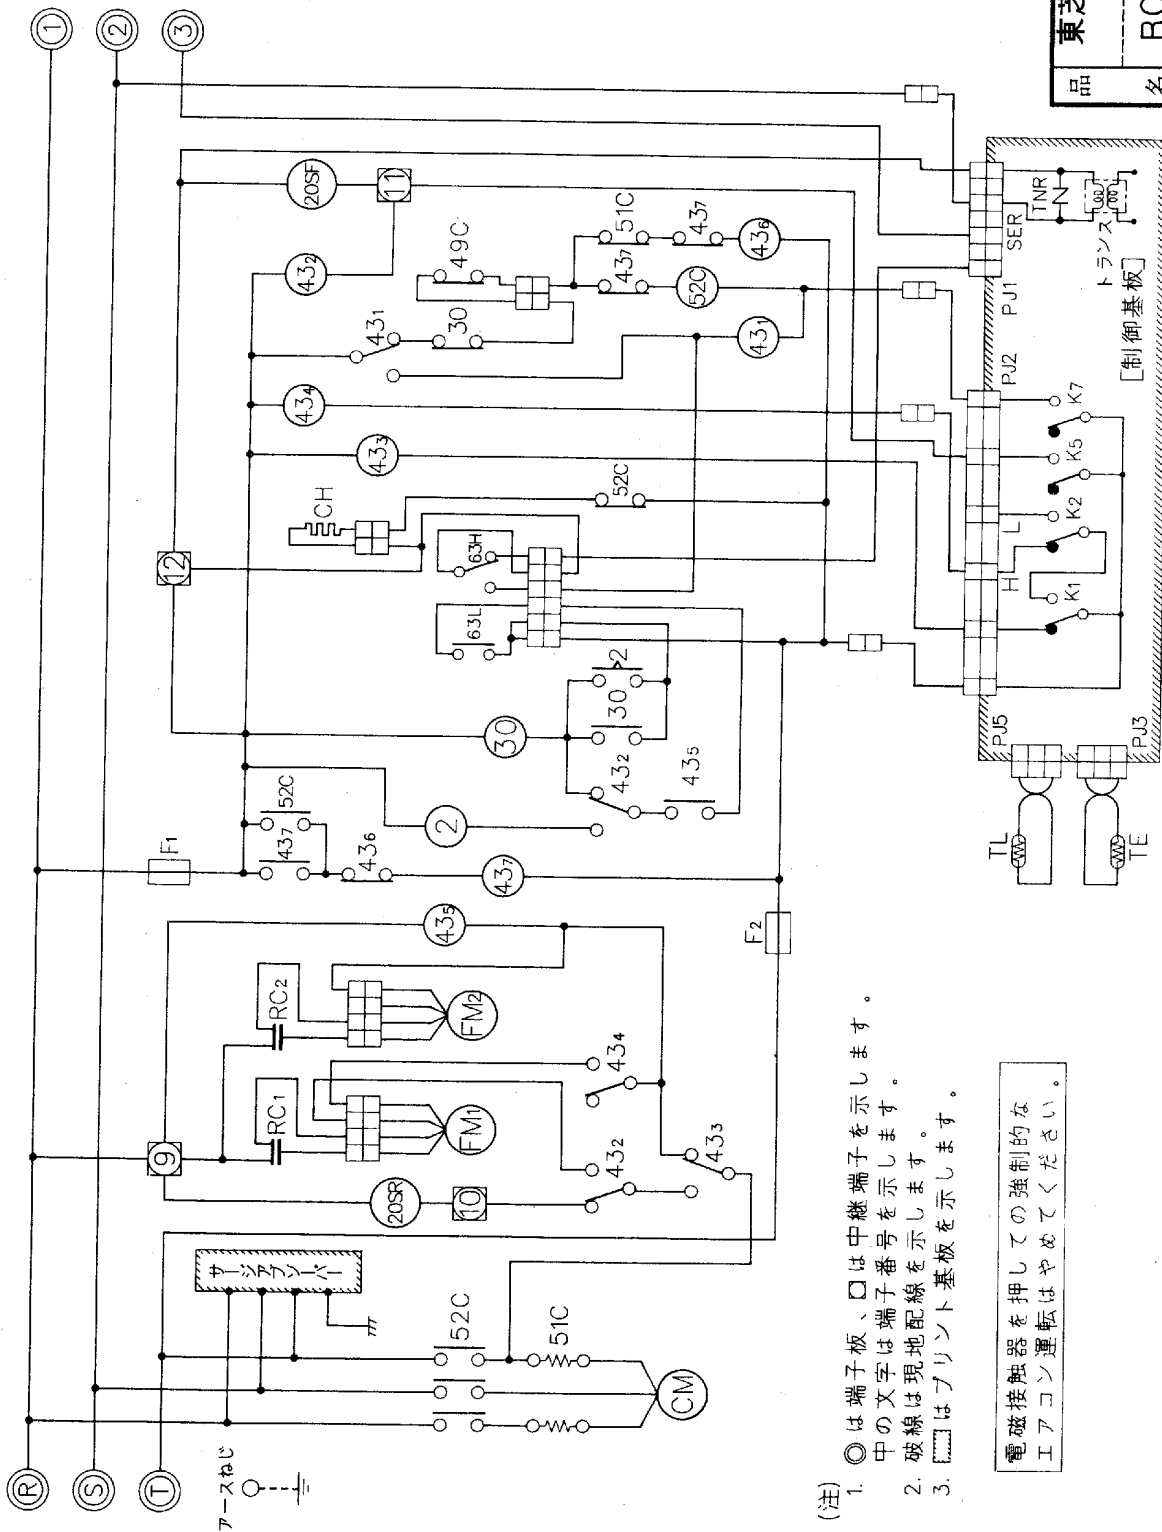 R
S
T
アースねじ
1
2
3
サージアブソーバー
52C
51C
CM
9
20SR
10
RC1
FM1
RC2
FM2
432
434
433
435
F1
F2
52C
437
436
437
2
30
432
435
30
2
63L
63H
12
CH
52C
433
434
431
30
49C
432
11
20SF
437
52C
51C
437
436
431
PJ5
PJ3
TL
TE
PJ2
PJ1
SER
TNR
トランス
H
L
K1
K2
K5
K7
[制御基板]
(注)
1. ◎は端子板、□は中継端子を示します。
中の文字は端子番号を示します。
2. 破線は現地配線を示します。
3. はプリント基板を示します。
電磁接触器を押しての強制的な
エアコン運転はやめてください。
品
名
東芝
RO